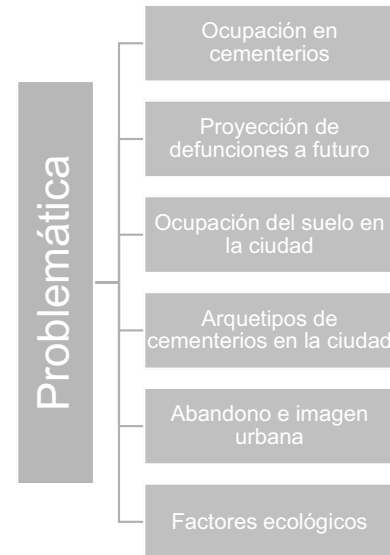 Problemática
Ocupación en
cementerios
Proyección de
defunciones a futuro
Ocupación del suelo en
la ciudad
Arquetipos de
cementerios en la ciudad
Abandono e imagen
urbana
Factores ecológicos